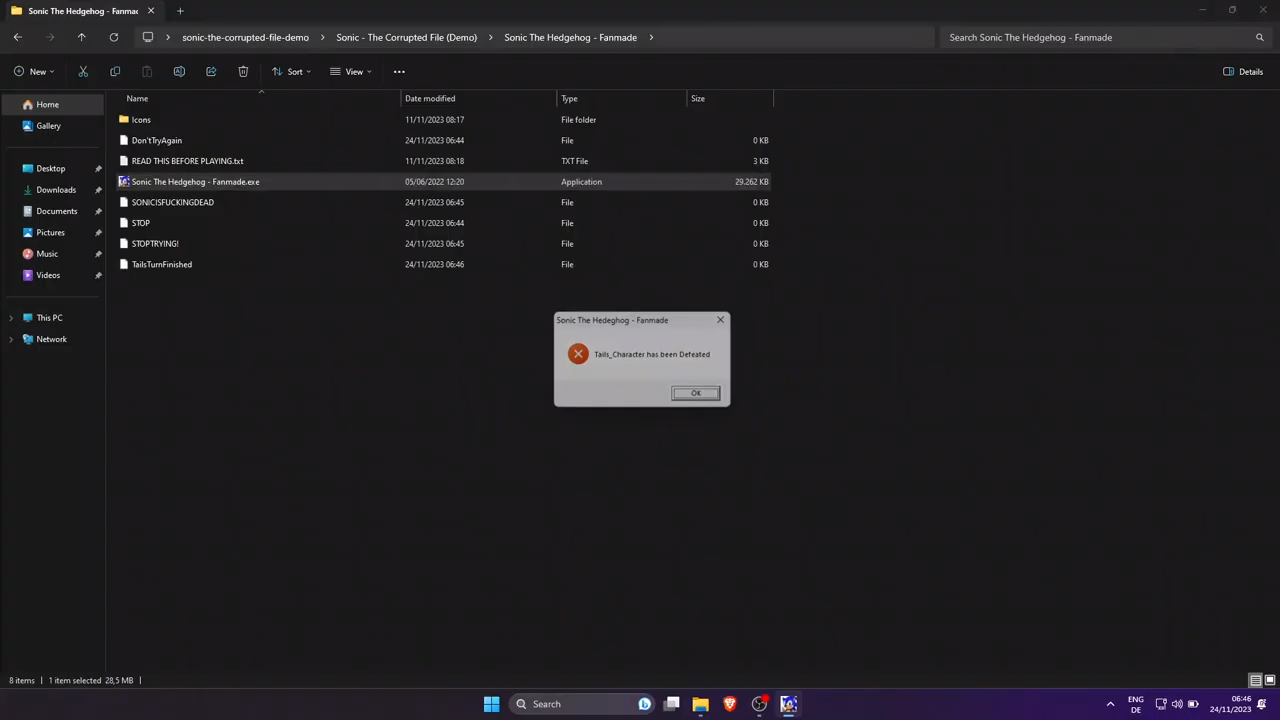 Sonic The Hedgehog - Fanmac
sonic-the-corrupted-file-demo > Sonic - The Corrupted File (Demo) > Sonic The Hedgehog - Fanmade >
Search Sonic The Hedgehog - Fanmade
New
Sort
View
Details
Name Date modified Type Size
Home
Gallery
Desktop
Downloads
Documents
Pictures
Music
Videos
This PC
Network
Icons 11/11/2023 08:17 File folder
Don'tTryAgain 24/11/2023 06:44 File 0 KB
READ THIS BEFORE PLAYING.txt 11/11/2023 08:18 TXT File 3 KB
Sonic The Hedgehog - Fanmade.exe 05/06/2022 12:20 Application 29.262 KB
SONICISFUCKINGDEAD 24/11/2023 06:45 File 0 KB
STOP 24/11/2023 06:44 File 0 KB
STOPTRYING! 24/11/2023 06:45 File 0 KB
TailsTurnFinished 24/11/2023 06:46 File 0 KB
Sonic The Hedeghog - Fanmade
Tails_Character has been Defeated
OK
8 items | 1 item selected 28,5 MB |
Search
ENG
DE
06:46
24/11/2023